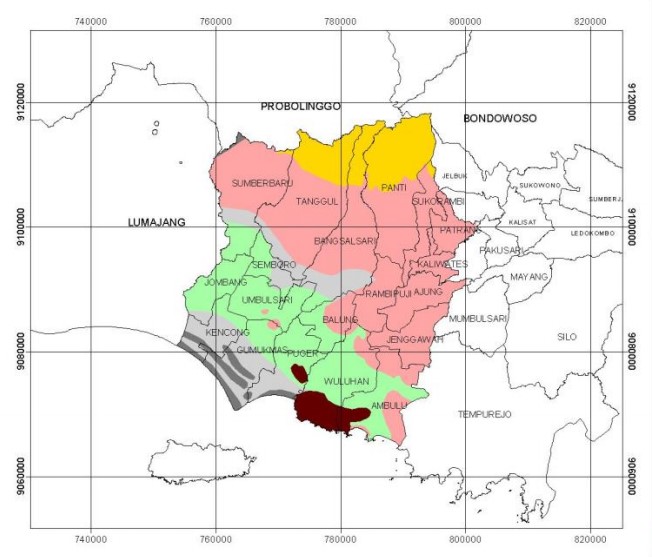 740000 760000 780000 800000 820000
9120000 9120000
PROBOLINGGO
BONDOWOSO
JELBUK
SUMBERBARU
PANTI
SUKOWONO
TANGGUL
SUKORAMBI
SUMBERJ
9100000 9100000
LUMAJANG
KALISAT
PATRANG
LEDOKOMBO
BANGSALSARI
PAKUSARI
SEMBORO
KALIWATES
MAYANG
JOMBANG
RAMBIPUJI AJUNG
UMBULSARI
BALUNG
MUMBULSARI
KENCONG
JENGGAWAH
SILO
GUMUKMAS
PUGER
9080000 9080000
WULUHAN
AMBULU
TEMPUREJO
9060000 9060000
740000 760000 780000 800000 820000